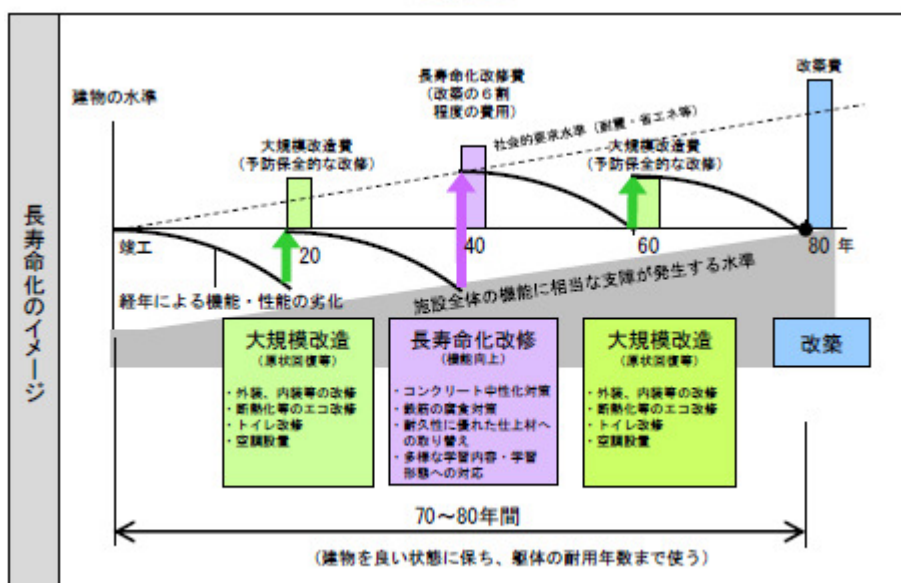 長寿命化のイメージ
建物の水準
長寿命化改修費
(改築の6割
程度の費用)
改築費
社会的要求水準(耐震・省エネ等)
大規模改造費
(予防保全的な改修)
大規模改造費
(予防保全的な改修)
竣工
20
40
60
80 年
経年による機能・性能の劣化
施設全体の機能に相当な支障が発生する水準
大規模改造
(原状回復等)
・外装、内装等の改修
・断熱化等のエコ改修
・トイレ改修
・空調設置
長寿命化改修
(機能向上)
・コンクリート中性化対策
・鉄筋の腐食対策
・耐久性に優れた仕上材へ
の取り替え
・多様な学習内容・学習
形態への対応
大規模改造
(原状回復等)
・外装、内装等の改修
・断熱化等のエコ改修
・トイレ改修
・空調設置
改築
70～80年間
(建物を良い状態に保ち、躯体の耐用年数まで使う)